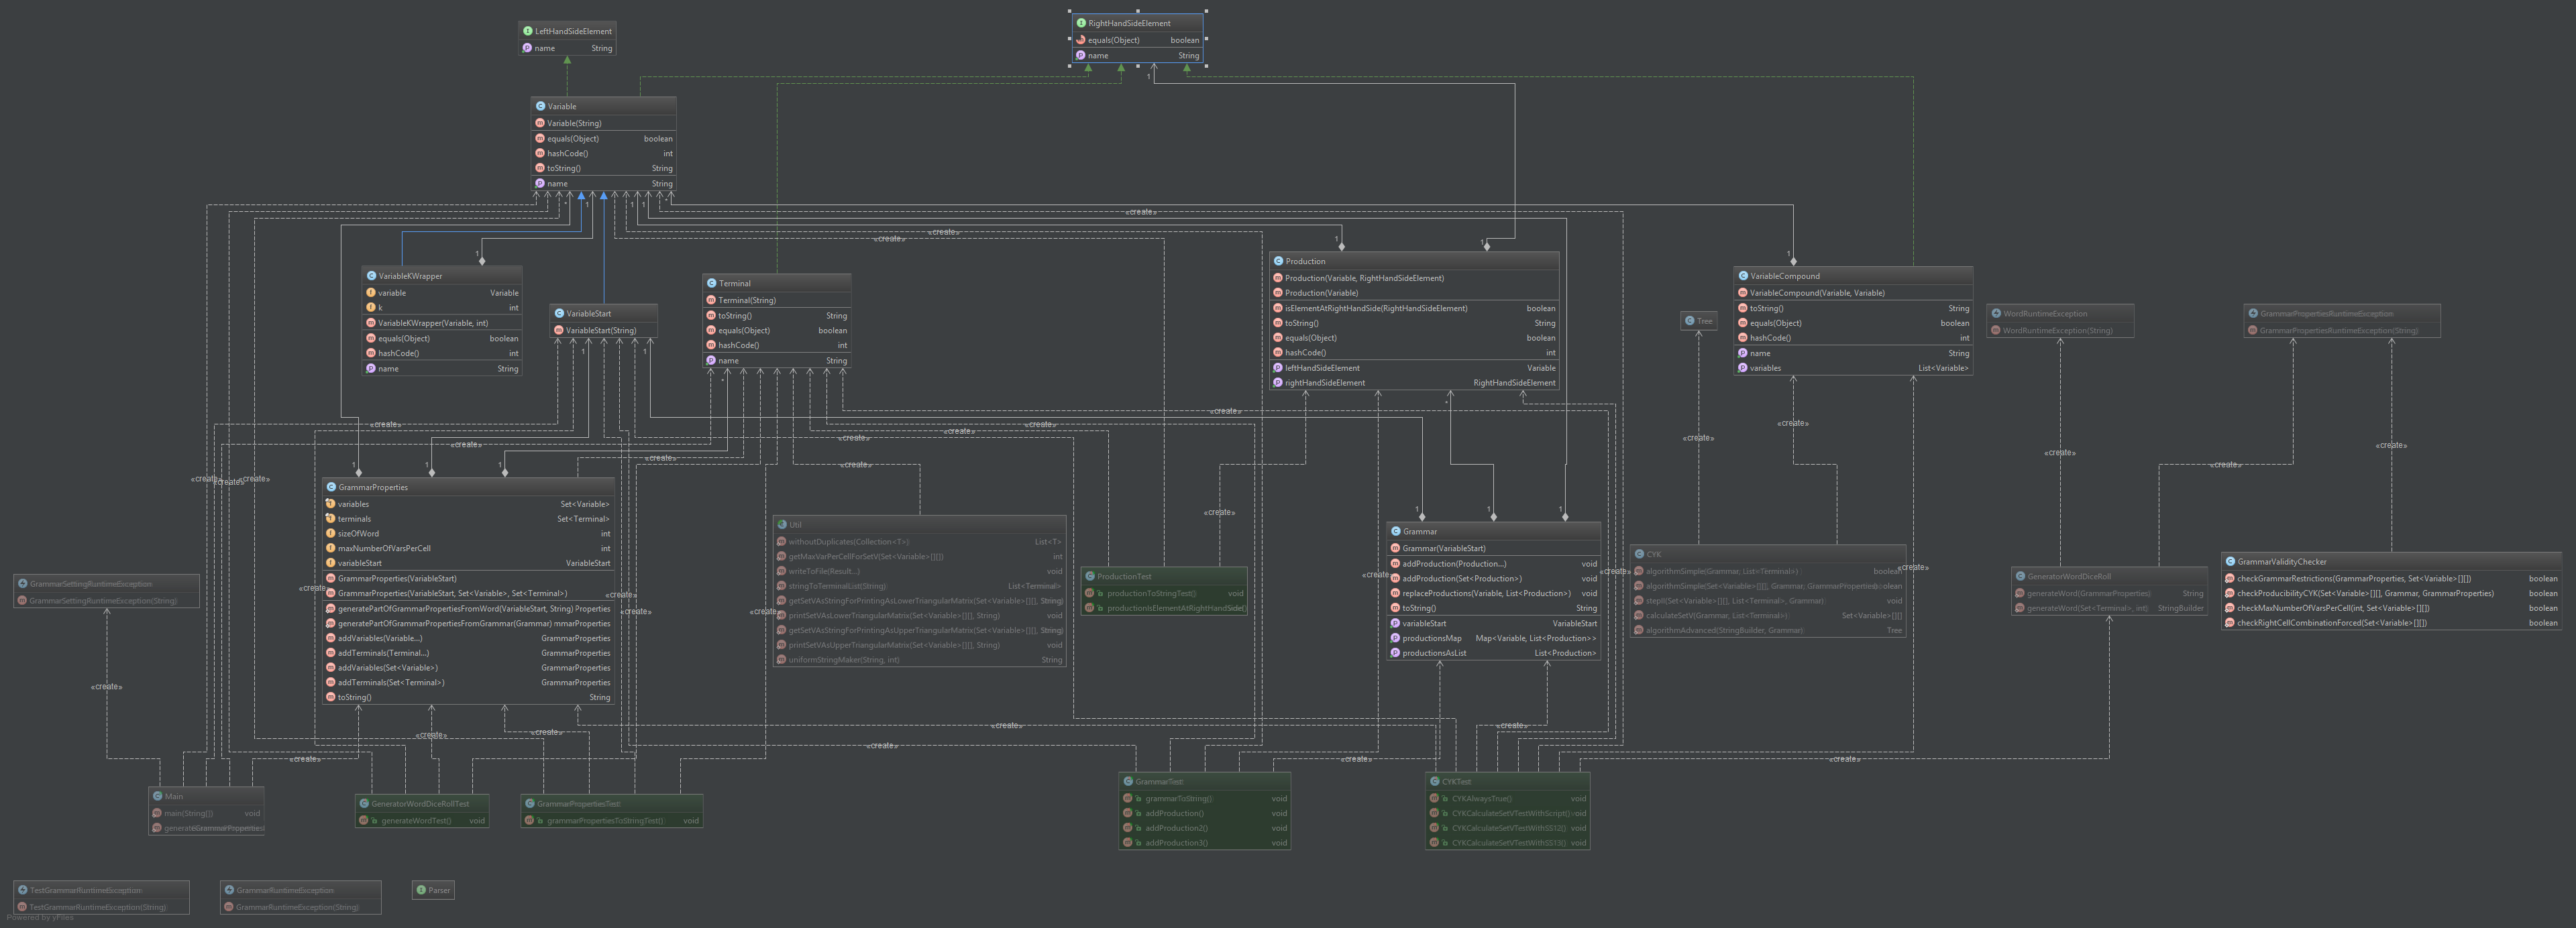 LeftHandSideElement
name String
RightHandSideElement
equals(Object) boolean
name String
1
Variable
Variable(String)
equals(Object) boolean
hashCode() int
toString() String
name String
* 1 1 1 *
«create»
«create»
«create»
1
1
1
1
VariableKWrapper
variable Variable
k int
VariableKWrapper(Variable, int)
equals(Object) boolean
hashCode() int
name String
VariableStart
VariableStart(String)
1
1
Terminal
Terminal(String)
toString() String
equals(Object) boolean
hashCode() int
name String
*
Production
Production(Variable, RightHandSideElement)
Production(Variable)
isElementAtRightHandSide(RightHandSideElement) boolean
toString() String
equals(Object) boolean
hashCode() int
leftHandSideElement Variable
rightHandSideElement RightHandSideElement
*
Tree
VariableCompound
VariableCompound(Variable, Variable)
toString() String
equals(Object) boolean
hashCode() int
name String
variables List<Variable>
WordRuntimeException
WordRuntimeException(String)
GrammarPropertiesRuntimeException
GrammarPropertiesRuntimeException(String)
«create»
«create»
«create»
«create»
«create»
«create»
«create»
«create»
«create»
«create»
«create»
«create»
1
1
1
GrammarProperties
variables Set<Variable>
terminals Set<Terminal>
sizeOfWord int
maxNumberOfVarsPerCell int
variableStart VariableStart
GrammarProperties(VariableStart)
GrammarProperties(VariableStart, Set<Variable>, Set<Terminal>)
generatePartOfGrammarPropertiesFromWord(VariableStart, String) Properties
generatePartOfGrammarPropertiesFromGrammar(Grammar) mmarProperties
addVariables(Variable...) GrammarProperties
addTerminals(Terminal...) GrammarProperties
addVariables(Set<Variable>) GrammarProperties
addTerminals(Set<Terminal>) GrammarProperties
toString() String
Util
withoutDuplicates(Collection<T>) List<T>
getMaxVarPerCellForSetV(Set<Variable>[][]) int
writeToFile(Result...) void
stringToTerminalList(String) List<Terminal>
getSetVAsStringForPrintingAsLowerTriangularMatrix(Set<Variable>[][], String)
printSetVAsLowerTriangularMatrix(Set<Variable>[][], String) void
getSetVAsStringForPrintingAsUpperTriangularMatrix(Set<Variable>[][], String)
printSetVAsUpperTriangularMatrix(Set<Variable>[][], String) void
uniformStringMaker(String, int) String
«create»
ProductionTest
productionToStringTest() void
productionIsElementAtRightHandSide()
1
1
1
Grammar
Grammar(VariableStart)
addProduction(Production...) void
addProduction(Set<Production>) void
replaceProductions(Variable, List<Production>) void
toString() String
variableStart VariableStart
productionsMap Map<Variable, List<Production>>
productionsAsList List<Production>
CYK
algorithmSimple(Grammar, List<Terminal>) boolean
algorithmSimple(Set<Variable>[][], Grammar, GrammarProperties)
stepII(Set<Variable>[][], List<Terminal>, Grammar) void
calculateSetV(Grammar, List<Terminal>) Set<Variable>[][]
algorithmAdvanced(StringBuilder, Grammar) Tree
GeneratorWordDiceRoll
generateWord(GrammarProperties) String
generateWord(Set<Terminal>, int) StringBuilder
GrammarValidityChecker
checkGrammarRestrictions(GrammarProperties, Set<Variable>[][]) boolean
checkProducibilityCYK(Set<Variable>[][], Grammar, GrammarProperties) boolean
checkMaxNumberOfVarsPerCell(int, Set<Variable>[][]) boolean
checkRightCellCombinationForced(Set<Variable>[][]) boolean
GrammarSettingRuntimeException
GrammarSettingRuntimeException(String)
«create»
«create»
«create»
«create»
«create»
«create»
«create»
«create»
«create»
Main
main(String[]) void
GeneratorWordDiceRollTest
generateWordTest() void
GrammarPropertiesTest
grammarPropertiesToStringTest() void
GrammarTest
grammarToString() void
addProduction() void
addProduction2() void
addProduction3() void
CYKTest
CYKAlwaysTrue() void
CYKCalculateSetVTestWithScript() void
CYKCalculateSetVTestWithSS12() void
CYKCalculateSetVTestWithSS13() void
TestGrammarRuntimeException
TestGrammarRuntimeException(String)
GrammarRuntimeException
GrammarRuntimeException(String)
Parser
Powered by yFiles